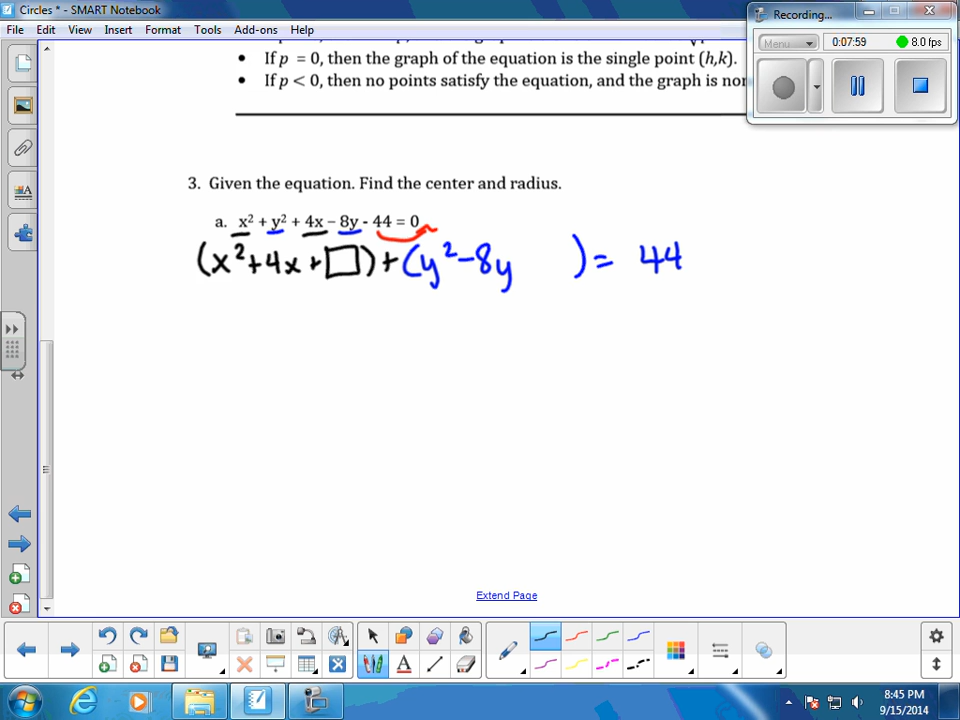 Circles * - SMART Notebook
File Edit View Insert Format Tools Add-ons Help
Recording...
Menu 0:07:59 8.0 fps
• If p = 0, then the graph of the equation is the single point (h,k).
• If p < 0, then no points satisfy the equation, and the graph is non
3. Given the equation. Find the center and radius.
a. x² + y² + 4x – 8y - 44 = 0
(x²+4x+□)+(y²-8y )= 44
Extend Page
A
8:45 PM
9/15/2014